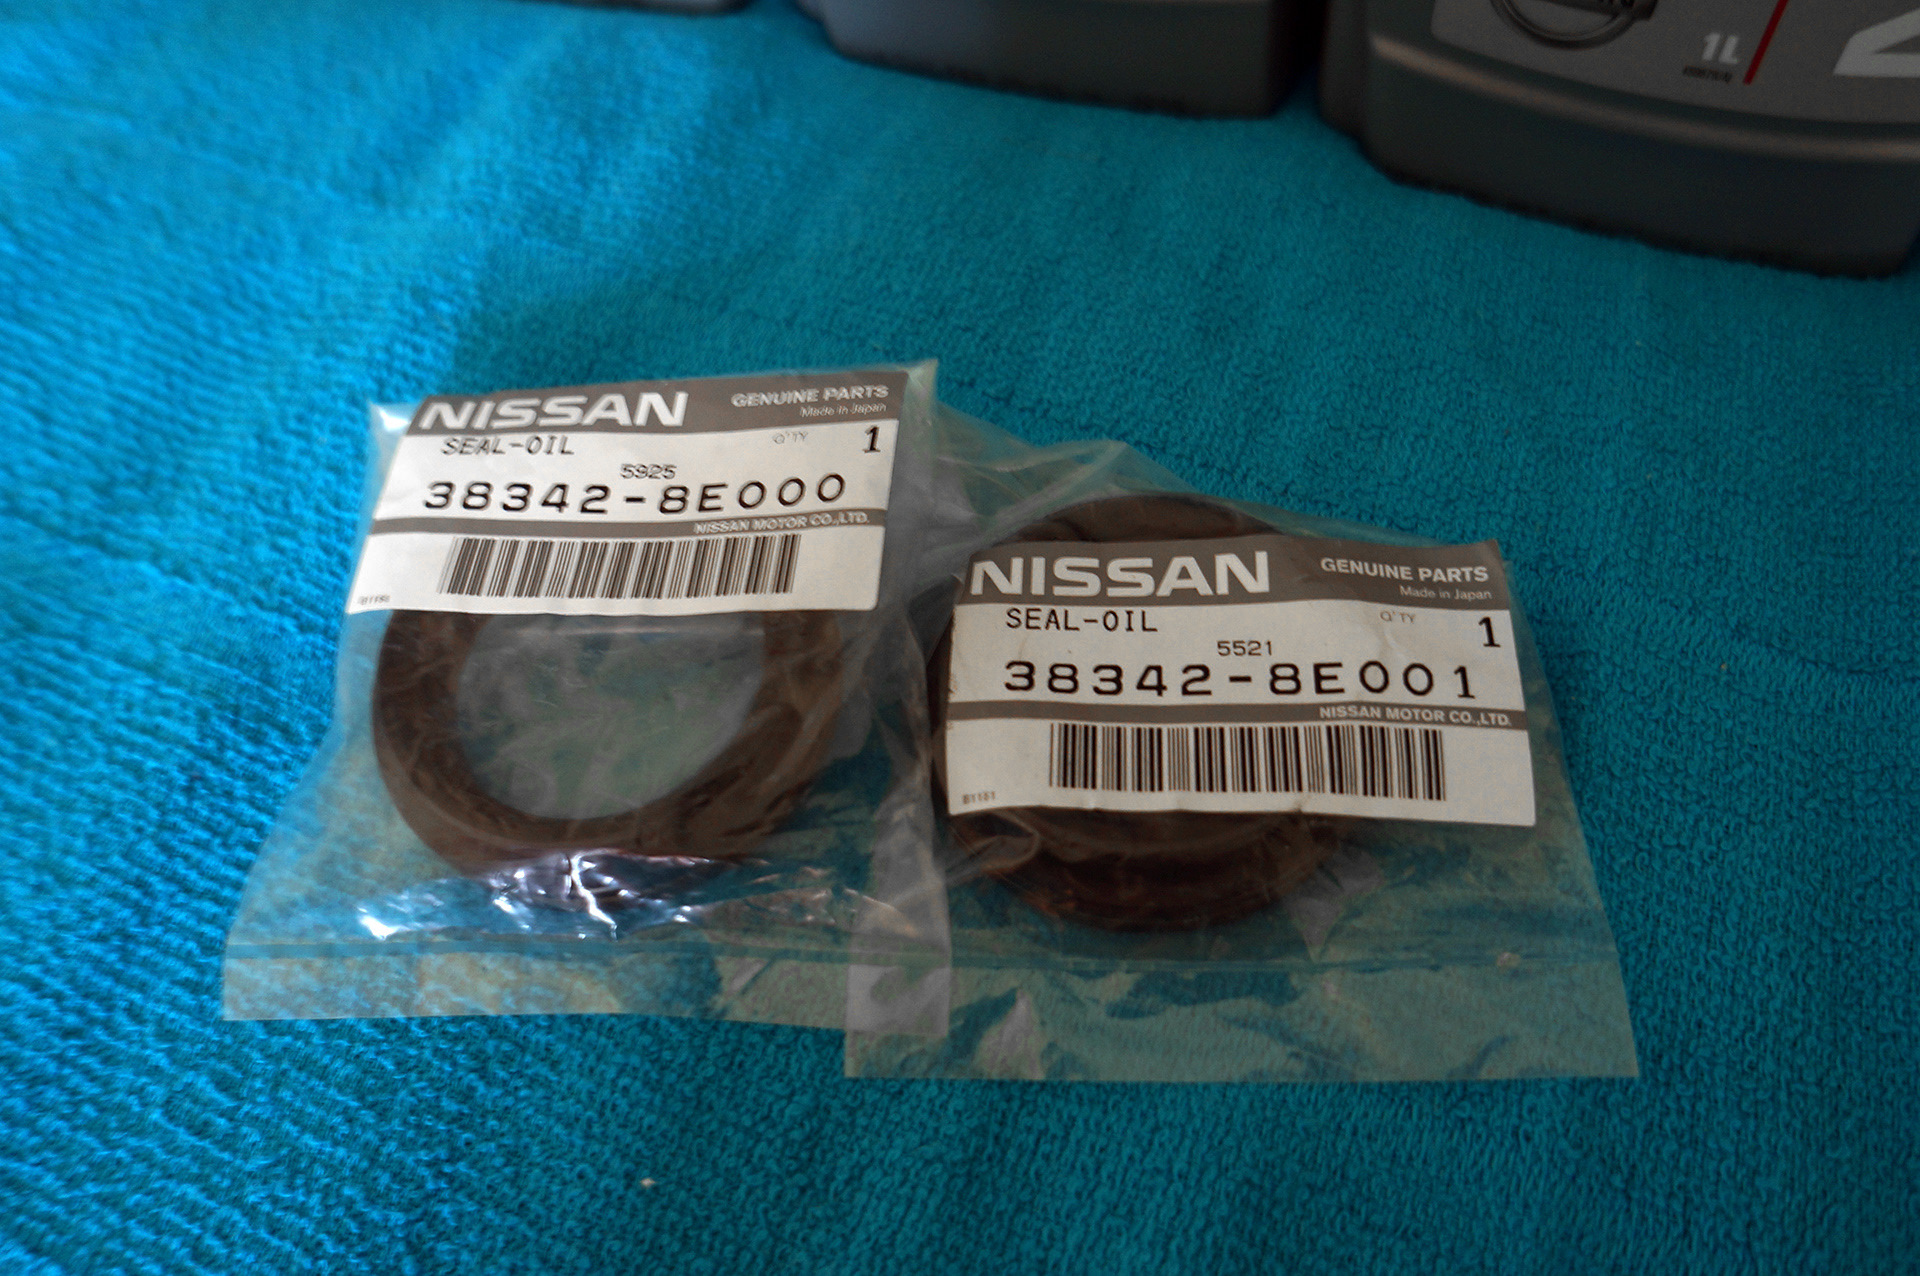 1L
NISSAN GENUINE PARTS
Made in Japan
SEAL-OIL Q'TY 1
5925
38342-8E000
NISSAN MOTOR CO.,LTD.
NISSAN GENUINE PARTS
Made in Japan
SEAL-OIL Q'TY 1
5521
38342-8E001
NISSAN MOTOR CO.,LTD.
B1151